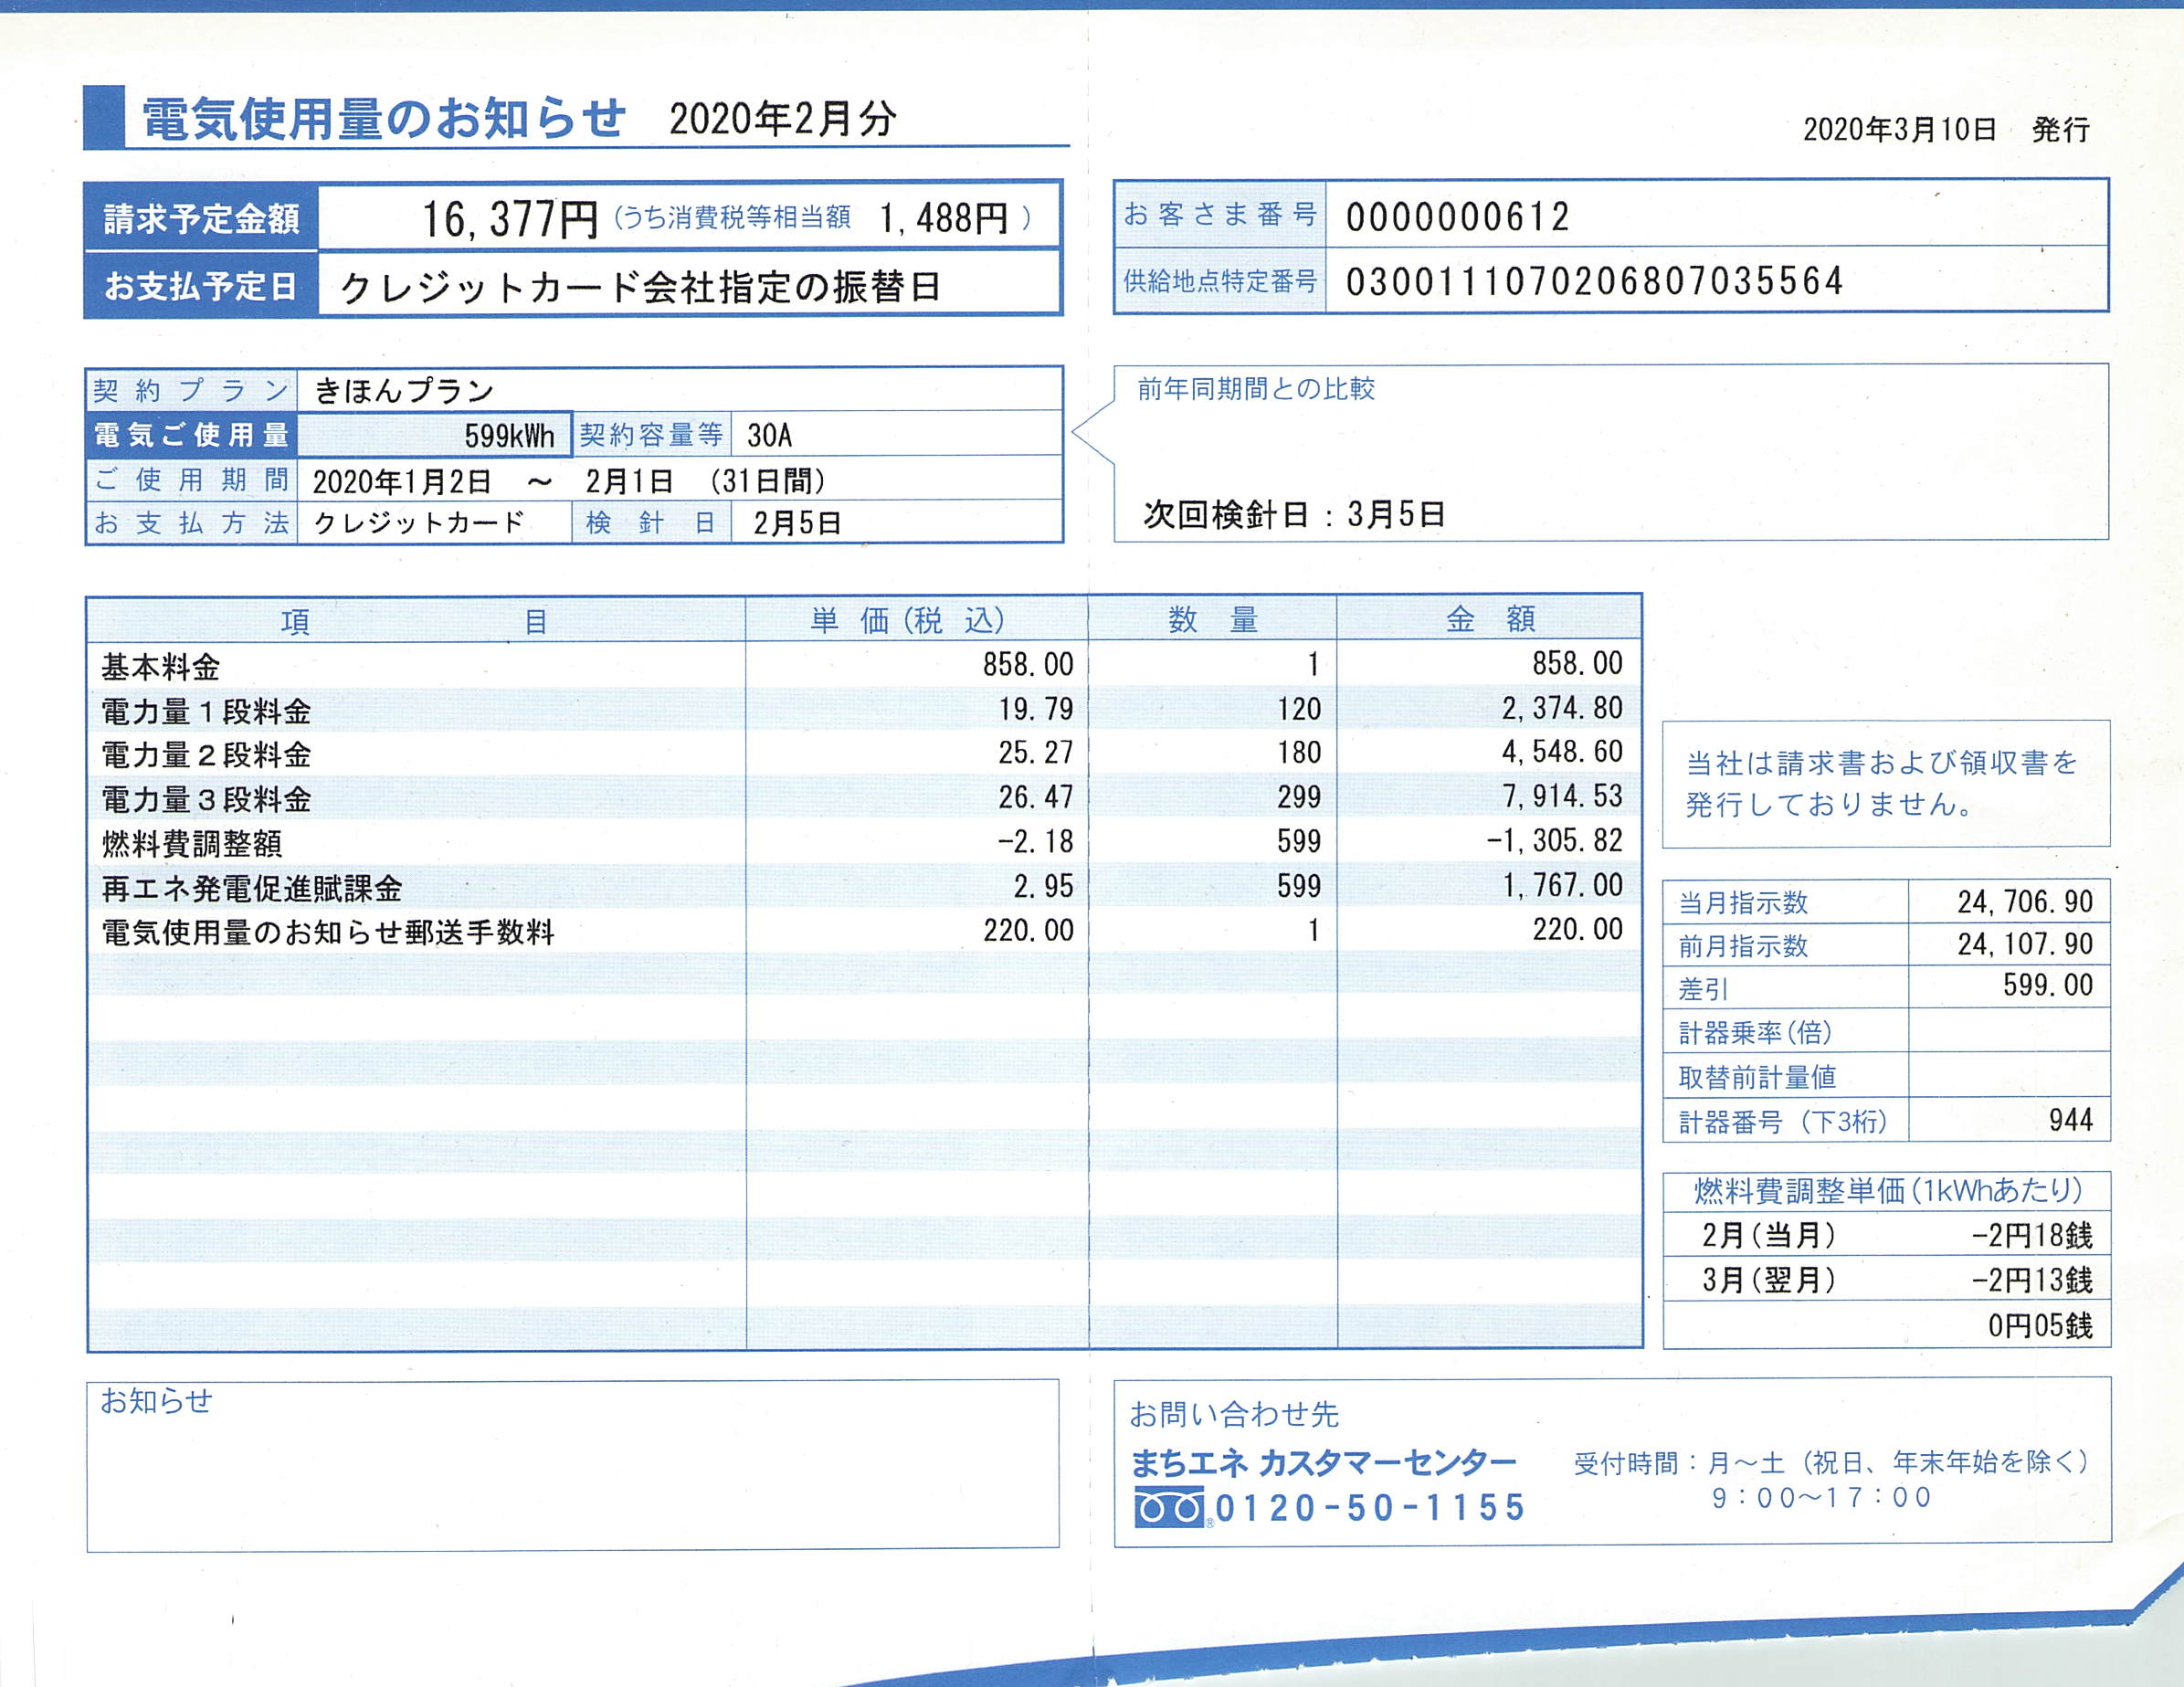 電気使用量のお知らせ 2020年2月分
2020年3月10日 発行
請求予定金額 16,377円 (うち消費税等相当額 1,488円)
お支払予定日 クレジットカード会社指定の振替日
お客さま番号 0000000612
供給地点特定番号 0300111070206807035564
契約プラン きほんプラン
電気ご使用量 599kWh 契約容量等 30A
ご使用期間 2020年1月2日 ～ 2月1日 (31日間)
お支払方法 クレジットカード 検針日 2月5日
前年同期間との比較
次回検針日:3月5日
項目 単価(税込) 数量 金額
基本料金 858.00 1 858.00
電力量1段料金 19.79 120 2,374.80
電力量2段料金 25.27 180 4,548.60
電力量3段料金 26.47 299 7,914.53
燃料費調整額 -2.18 599 -1,305.82
再エネ発電促進賦課金 2.95 599 1,767.00
電気使用量のお知らせ郵送手数料 220.00 1 220.00
当社は請求書および領収書を
発行しておりません。
当月指示数 24,706.90
前月指示数 24,107.90
差引 599.00
計器乗率(倍)
取替前計量値
計器番号(下3桁) 944
燃料費調整単価(1kWhあたり)
2月(当月) -2円18銭
3月(翌月) -2円13銭
0円05銭
お知らせ
お問い合わせ先
まちエネ カスタマーセンター
0120-50-1155
受付時間:月～土(祝日、年末年始を除く)
9:00～17:00